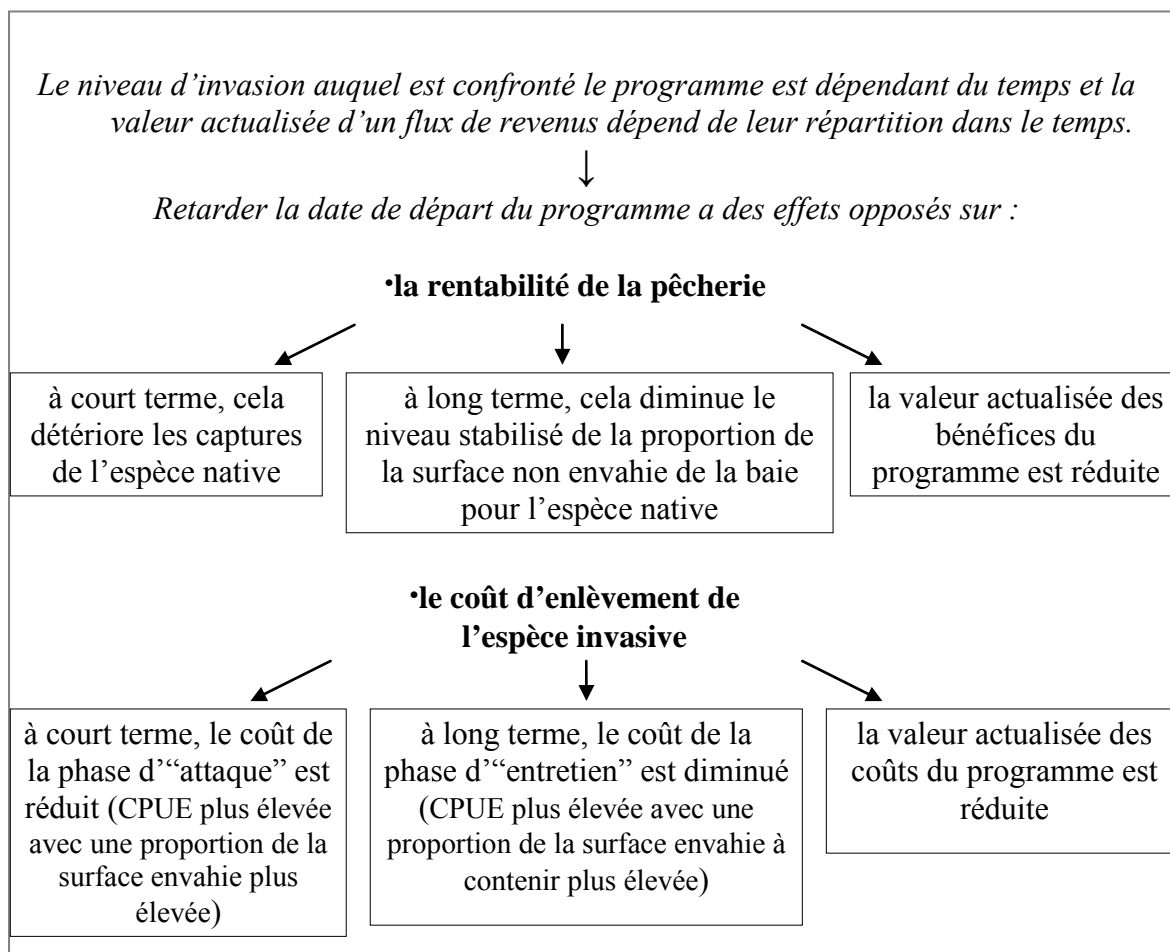 Le niveau d’invasion auquel est confronté le programme est dépendant du temps et la
valeur actualisée d’un flux de revenus dépend de leur répartition dans le temps.
↓
Retarder la date de départ du programme a des effets opposés sur :
•la rentabilité de la pêcherie
à court terme, cela
détériore les captures
de l’espèce native
à long terme, cela diminue le
niveau stabilisé de la proportion de
la surface non envahie de la baie
pour l’espèce native
la valeur actualisée des
bénéfices du
programme est réduite
•le coût d’enlèvement de
l’espèce invasive
à court terme, le coût de
la phase d’“attaque” est
réduit (CPUE plus élevée
avec une proportion de la
surface envahie plus
élevée)
à long terme, le coût de la
phase d’“entretien” est diminué
(CPUE plus élevée avec une
proportion de la surface envahie à
contenir plus élevée)
la valeur actualisée des
coûts du programme est
réduite